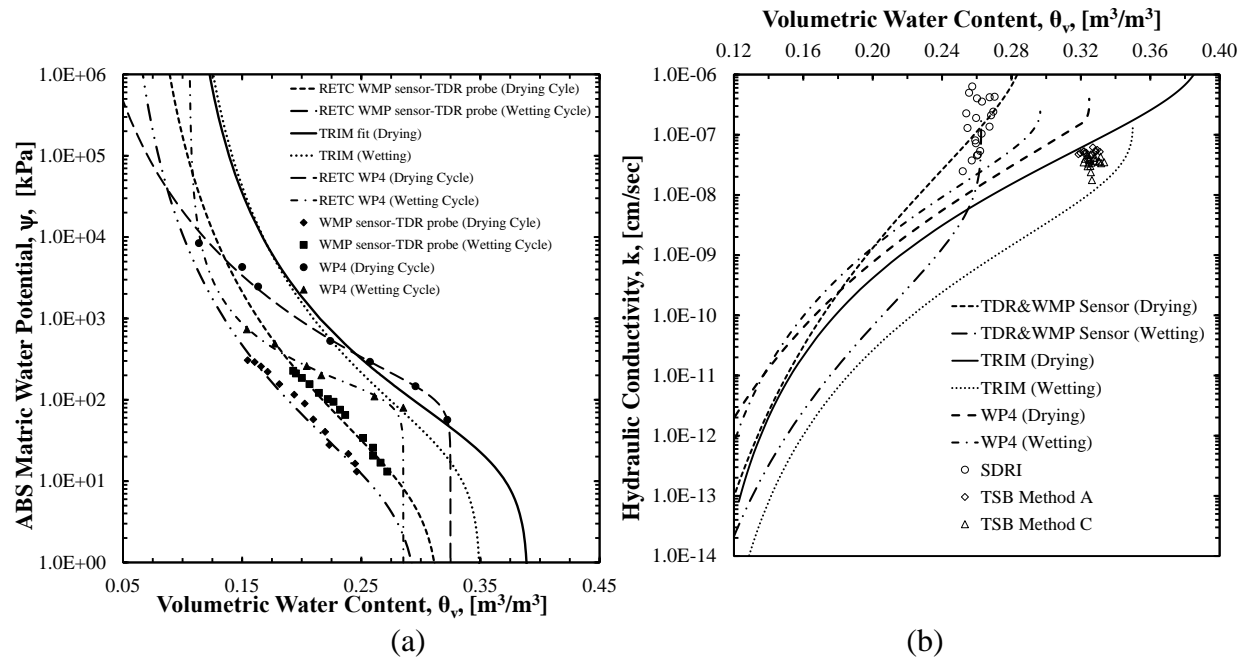 ABS Matric Water Potential, ψ, [kPa]
1.0E+06
1.0E+05
1.0E+04
1.0E+03
1.0E+02
1.0E+01
1.0E+00
RETC WMP sensor-TDR probe (Drying Cyle)
RETC WMP sensor-TDR probe (Wetting Cycle)
TRIM fit (Drying)
TRIM (Wetting)
RETC WP4 (Drying Cycle)
RETC WP4 (Wetting Cycle)
WMP sensor-TDR probe (Drying Cyle)
WMP sensor-TDR probe (Wetting Cycle)
WP4 (Drying Cycle)
WP4 (Wetting Cycle)
0.05 0.15 0.25 0.35 0.45
Volumetric Water Content, θv, [m³/m³]
(a)
Volumetric Water Content, θv, [m³/m³]
0.12 0.16 0.20 0.24 0.28 0.32 0.36 0.40
Hydraulic Conductivity, k, [cm/sec]
1.0E-06
1.0E-07
1.0E-08
1.0E-09
1.0E-10
1.0E-11
1.0E-12
1.0E-13
1.0E-14
TDR&WMP Sensor (Drying)
TDR&WMP Sensor (Wetting)
TRIM (Drying)
TRIM (Wetting)
WP4 (Drying)
WP4 (Wetting)
SDRI
TSB Method A
TSB Method C
(b)